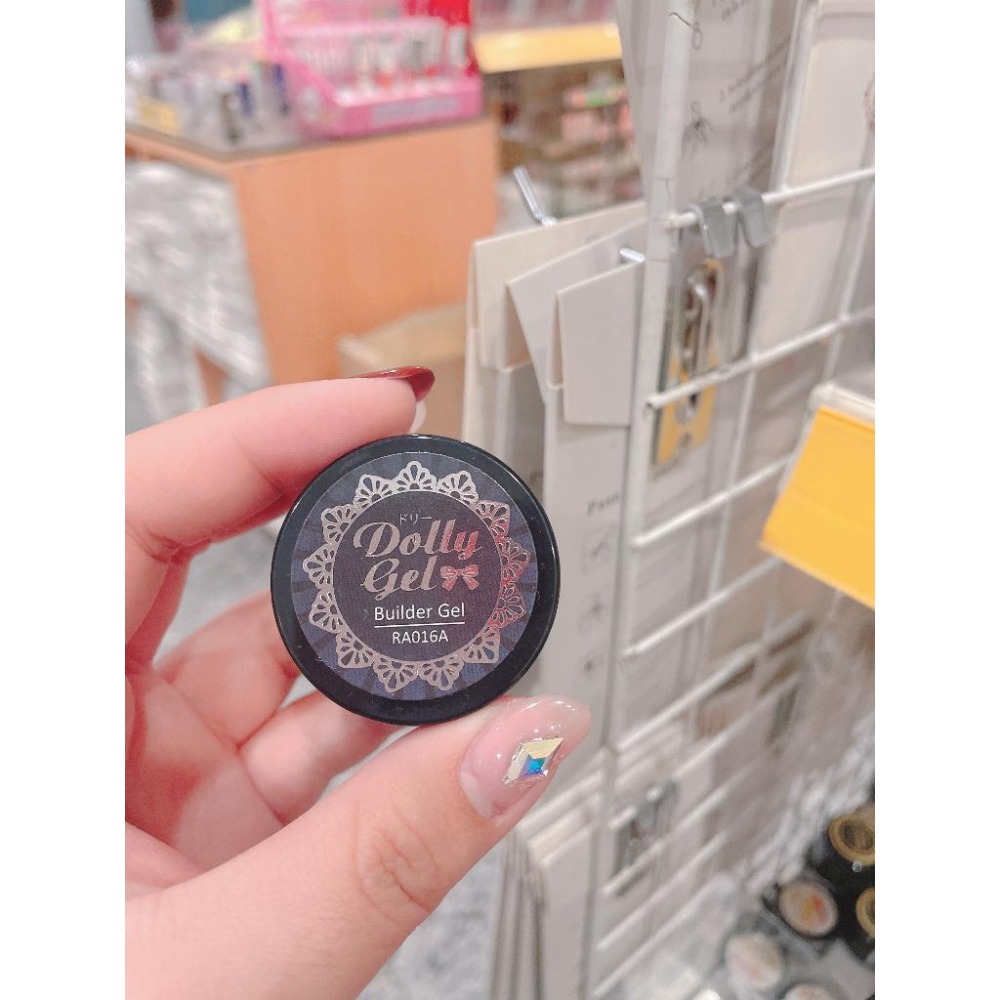 ドリー
Dolly
Gel
Builder Gel
RA016A